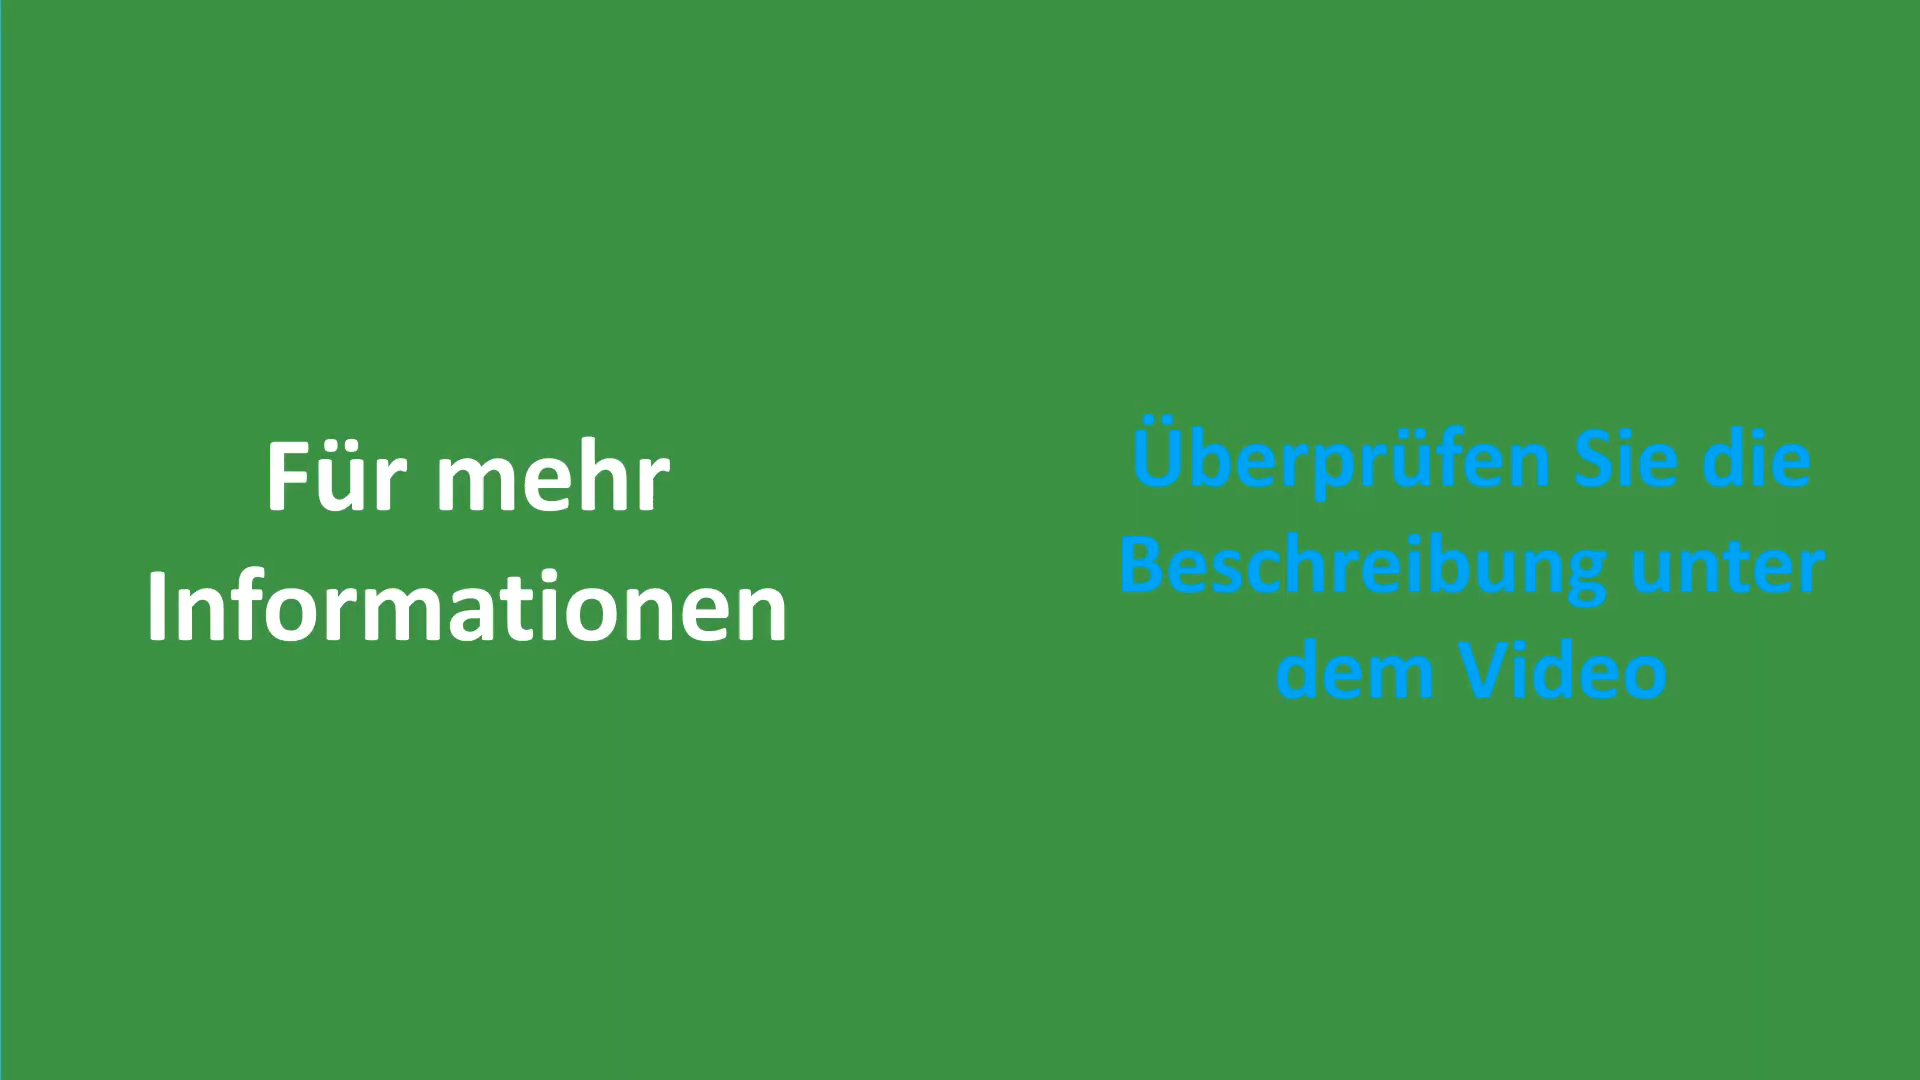 Für mehr
Informationen
Überprüfen Sie die
Beschreibung unter
dem Video